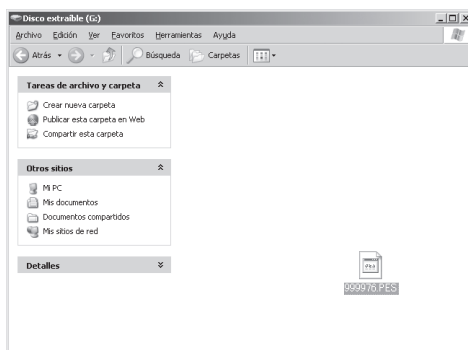 Disco extraíble (G:)
Archivo Edición Ver Favoritos Herramientas Ayuda
Atrás Búsqueda Carpetas
Tareas de archivo y carpeta
Crear nueva carpeta
Publicar esta carpeta en Web
Compartir esta carpeta
Otros sitios
Mi PC
Mis documentos
Documentos compartidos
Mis sitios de red
Detalles
999976.PES